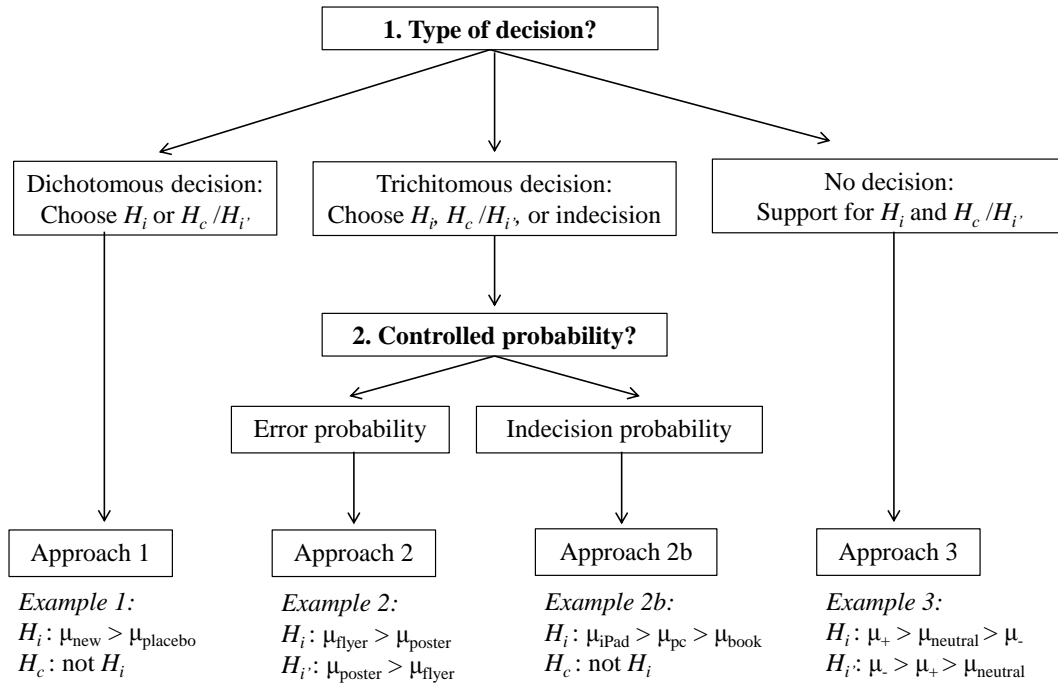 1. Type of decision?
Dichotomous decision:
Choose H_i or H_c /H_i'
Trichitomous decision:
Choose H_i, H_c /H_i', or indecision
No decision:
Support for H_i and H_c /H_i'
2. Controlled probability?
Error probability
Indecision probability
Approach 1
Approach 2
Approach 2b
Approach 3
Example 1:
H_i : μ_new > μ_placebo
H_c : not H_i
Example 2:
H_i : μ_flyer > μ_poster
H_i' : μ_poster > μ_flyer
Example 2b:
H_i : μ_iPad > μ_pc > μ_book
H_c : not H_i
Example 3:
H_i : μ_+ > μ_neutral > μ_-
H_i' : μ_- > μ_+ > μ_neutral